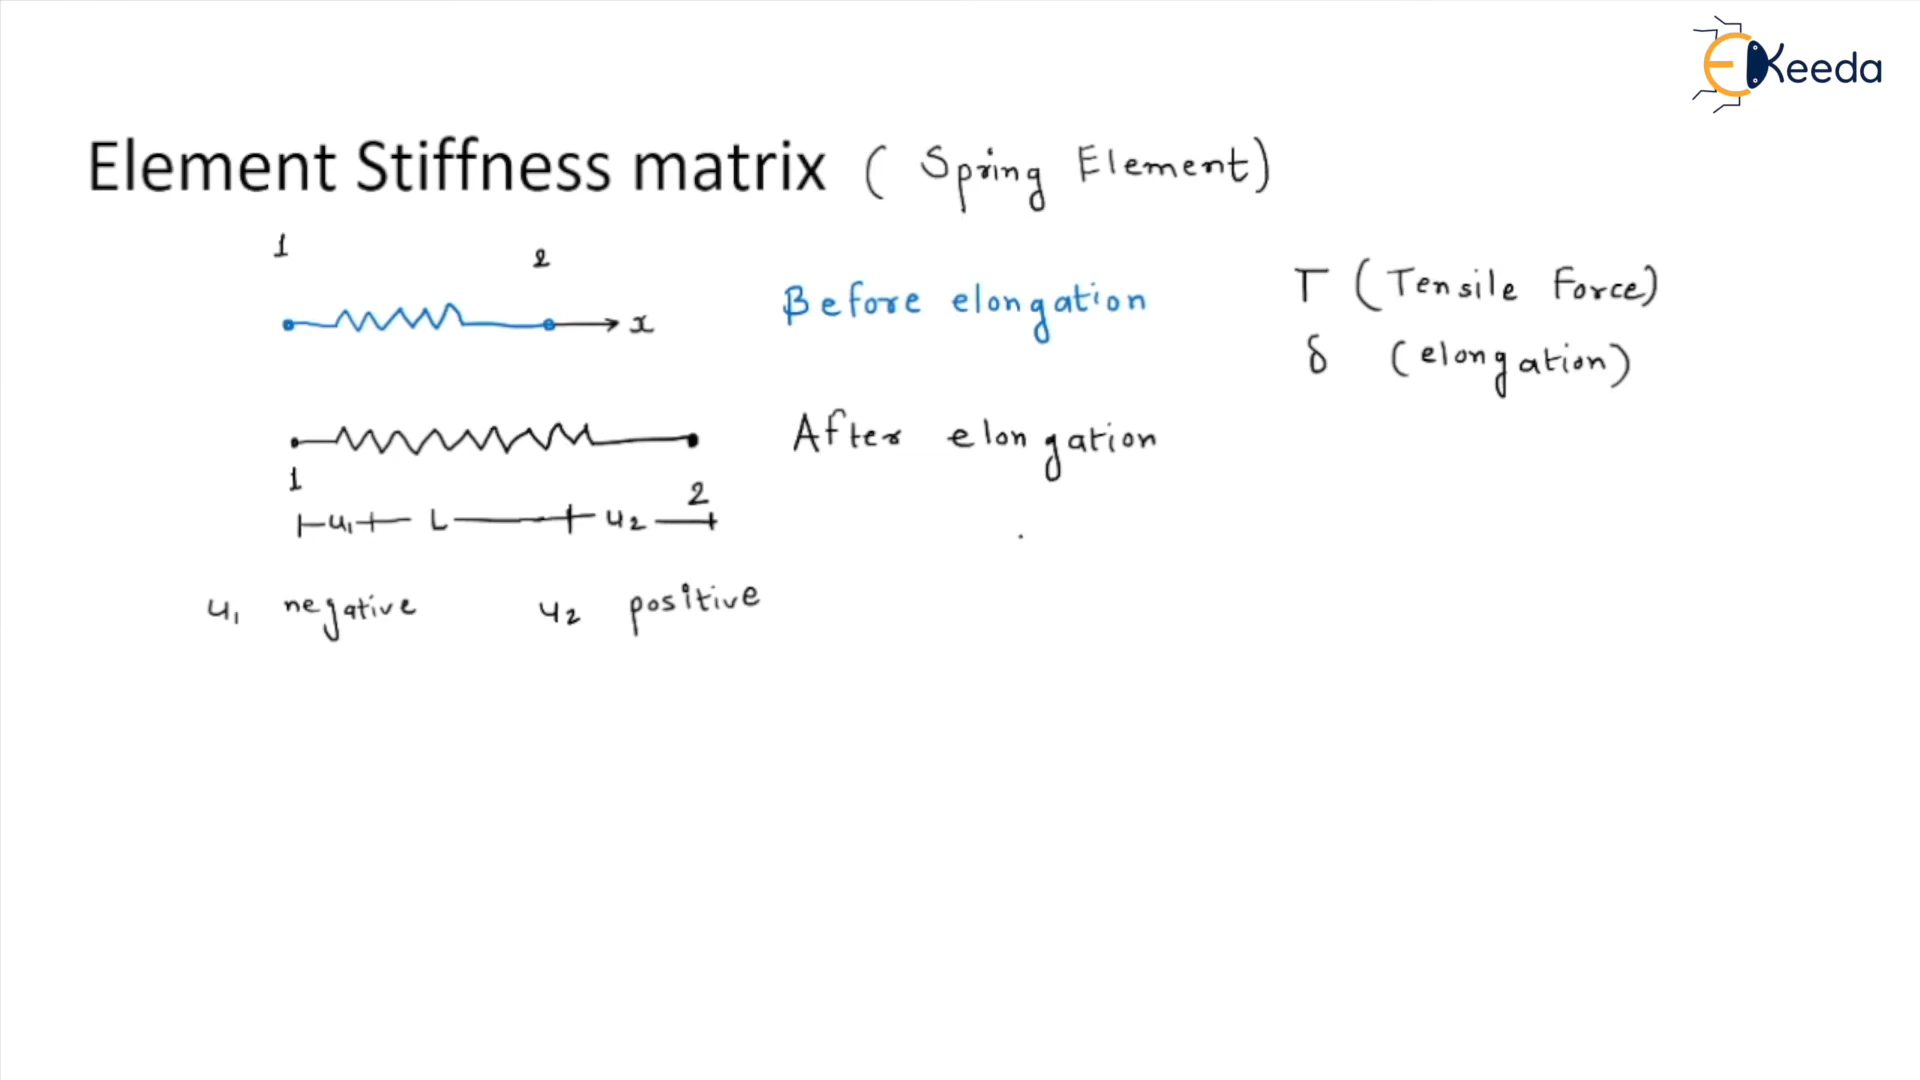 EKeeda
Element Stiffness matrix ( Spring Element)
1 2
x
Before elongation
T (Tensile Force)
δ (elongation)
After elongation
1 2
u₁ L u₂
u₁ negative u₂ positive